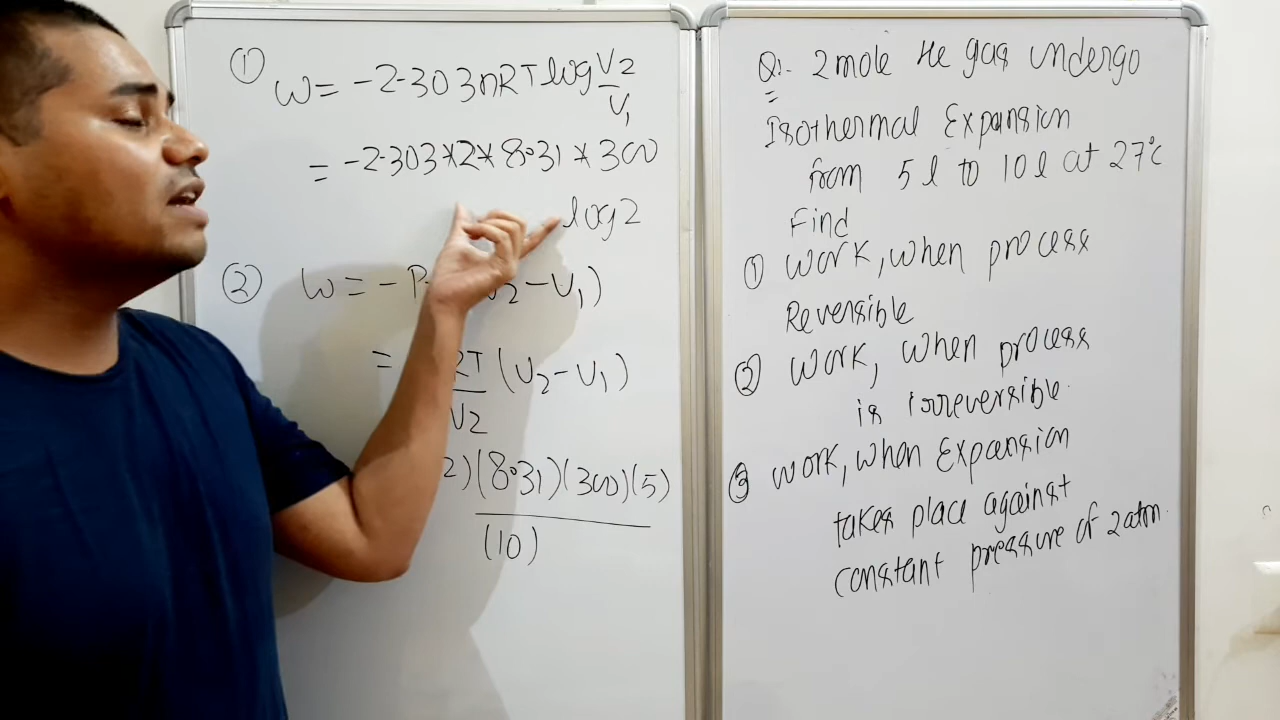 ①
W = -2.303nRT log V2/V1
= -2.303*2*8.31*300
log2
② W = - P V2 - V1)
= RT/V2 (V2 - V1)
2)(8.31)(300)(5)
(10)
Q:- 2 mole He gas undergo
Isothermal Expansion
from 5 l to 10 l at 27°c
Find
① work, when process
Reversible
② work, when process
is irreversible.
③ work, when Expansion
takes place against
constant pressure of 2 atm.